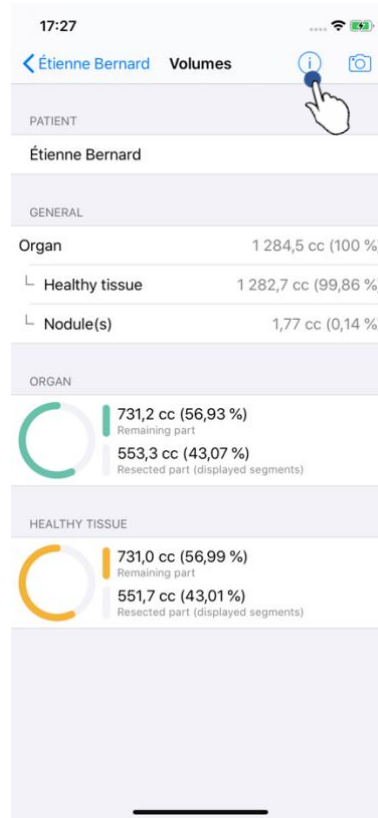 17:27
Étienne Bernard Volumes
PATIENT
Étienne Bernard
GENERAL
Organ 1 284,5 cc (100 %
Healthy tissue 1 282,7 cc (99,86 %
Nodule(s) 1,77 cc (0,14 %
ORGAN
731,2 cc (56,93 %)
Remaining part
553,3 cc (43,07 %)
Resected part (displayed segments)
HEALTHY TISSUE
731,0 cc (56,99 %)
Remaining part
551,7 cc (43,01 %)
Resected part (displayed segments)